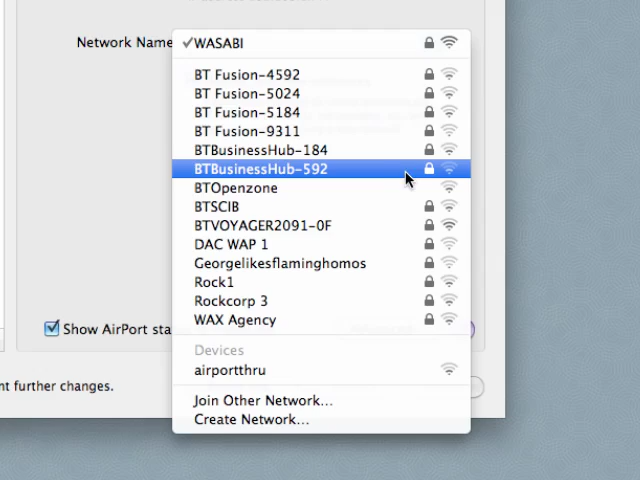 Network Name
✓WASABI
BT Fusion-4592
BT Fusion-5024
BT Fusion-5184
BT Fusion-9311
BTBusinessHub-184
BTBusinessHub-592
BTOpenzone
BTSCIB
BTVOYAGER2091-0F
DAC WAP 1
Georgelikesflaminghomos
Rock1
Rockcorp 3
WAX Agency
Show AirPort sta
Devices
airportthru
nt further changes.
Join Other Network...
Create Network...